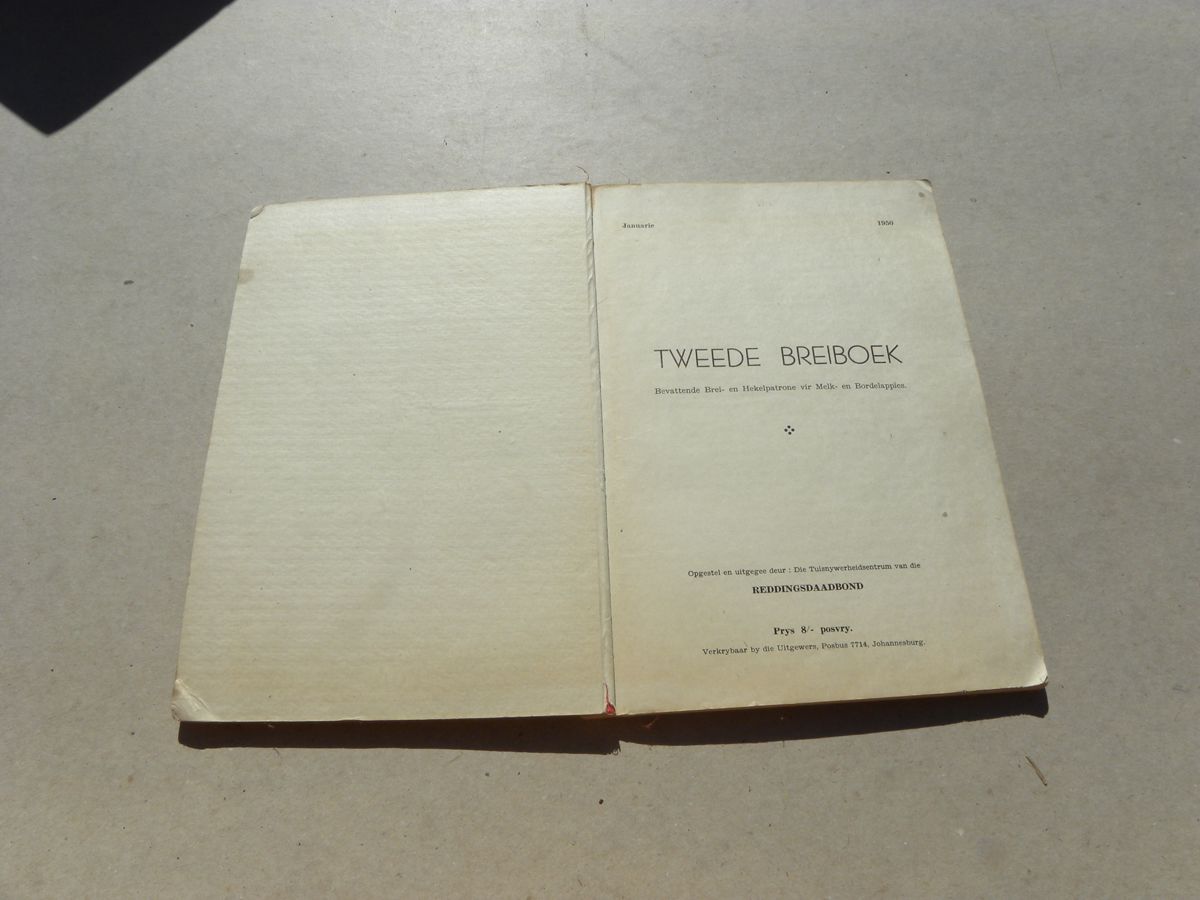 Januarie 1950
TWEEDE BREIBOEK
Bevattende Brei- en Hekelpatrone vir Melk- en Bordelappies.
Opgestel en uitgegee deur : Die Tuisnywerheidsentrum van die
REDDINGSDAADBOND
Prys 8/- posvry.
Verkrybaar by die Uitgewers, Posbus 7714, Johannesburg.